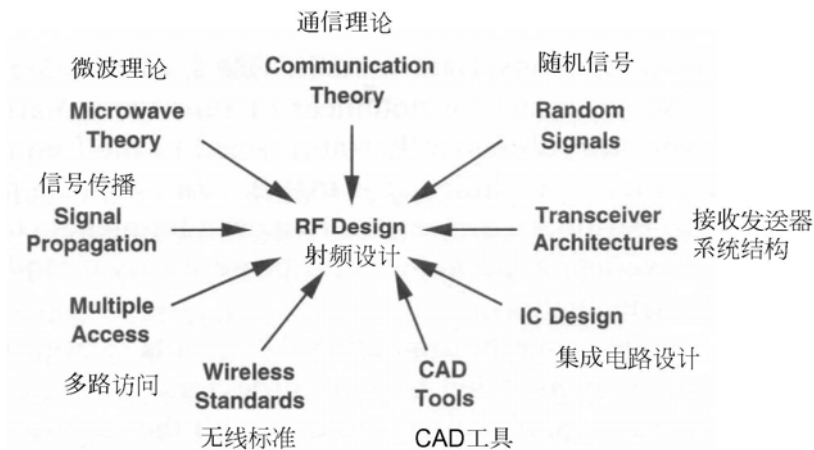 通信理论
Communication
Theory
微波理论
Microwave
Theory
随机信号
Random
Signals
信号传播
Signal
Propagation
RF Design
射频设计
Transceiver
Architectures
接收发送器
系统结构
Multiple
Access
多路访问
IC Design
集成电路设计
Wireless
Standards
无线标准
CAD
Tools
CAD工具